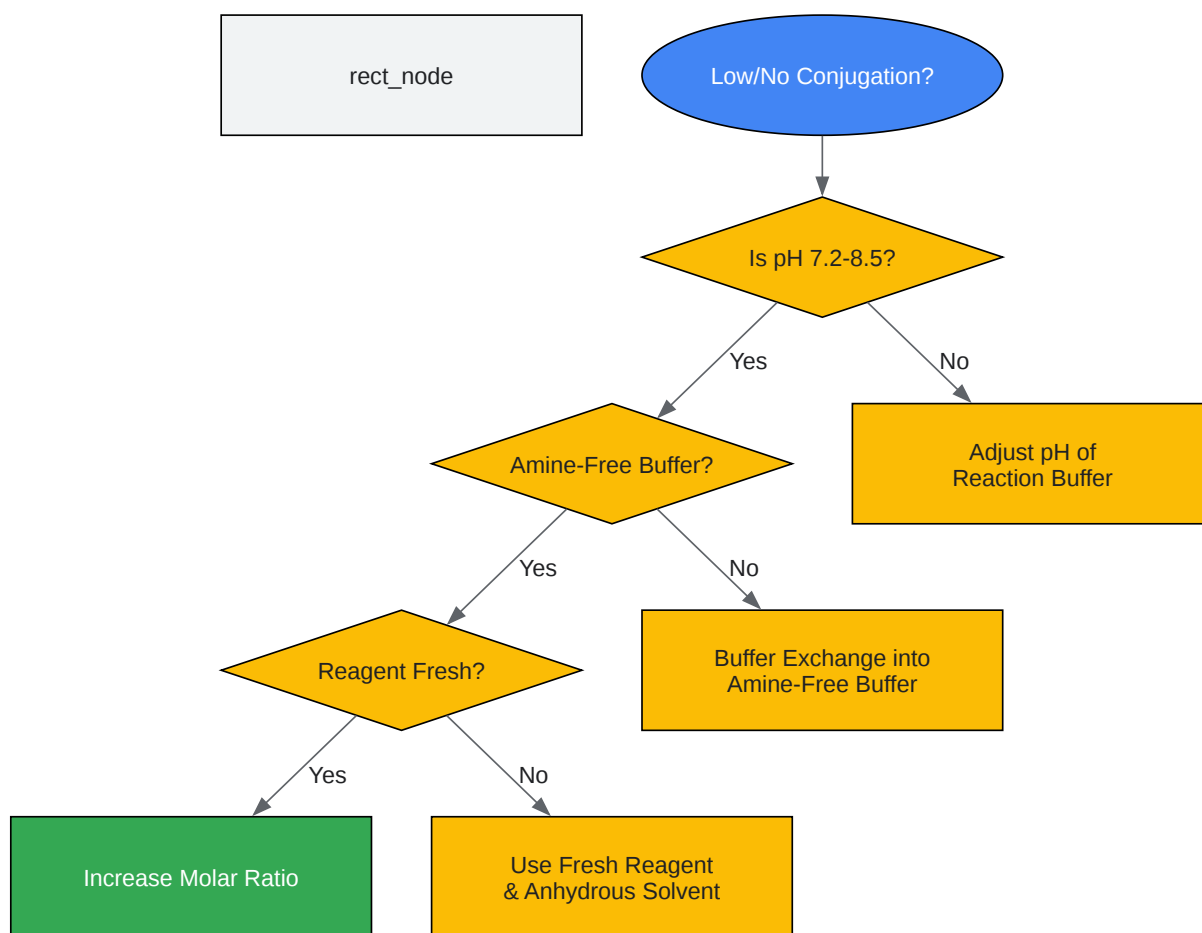 rect_node
Low/No Conjugation?
Is pH 7.2-8.5?
Yes
No
Amine-Free Buffer?
Adjust pH of
Reaction Buffer
Yes
No
Reagent Fresh?
Buffer Exchange into
Amine-Free Buffer
Yes
No
Increase Molar Ratio
Use Fresh Reagent
& Anhydrous Solvent